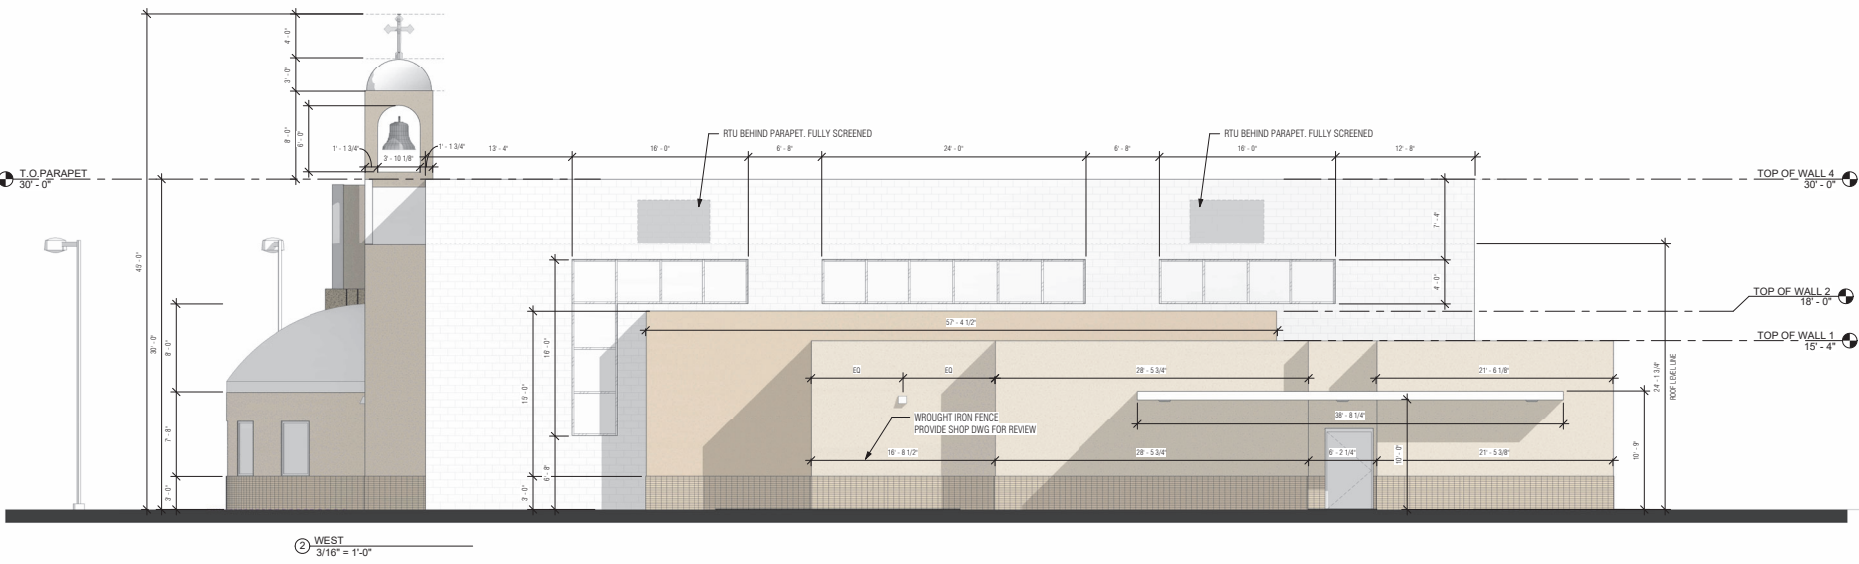 4' - 0"
3' - 0"
8' - 0"
6' - 0"
1' - 1 3/4"
3' - 10 1/8"
1' - 1 3/4"
13' - 4"
16' - 0"
6' - 8"
24' - 0"
6' - 8"
16' - 0"
12' - 8"
RTU BEHIND PARAPET. FULLY SCREENED
RTU BEHIND PARAPET. FULLY SCREENED
T.O.PARAPET
30' - 0"
TOP OF WALL 4
30' - 0"
45' - 0"
30' - 0"
8' - 0"
7' - 8"
3' - 0"
7' - 4"
4' - 0"
TOP OF WALL 2
18' - 0"
TOP OF WALL 1
15' - 4"
57' - 4 1/2"
16' - 0"
6' - 8"
15' - 0"
3' - 0"
EQ
EQ
28' - 5 3/4"
21' - 6 1/8"
38' - 8 1/4"
WROUGHT IRON FENCE
PROVIDE SHOP DWG FOR REVIEW
16' - 8 1/2"
28' - 5 3/4"
6' - 2 1/4"
10' - 0"
21' - 5 3/8"
10' - 9"
24' - 1 3/4"
ROOF LEVEL LINE
2
WEST
3/16" = 1'-0"